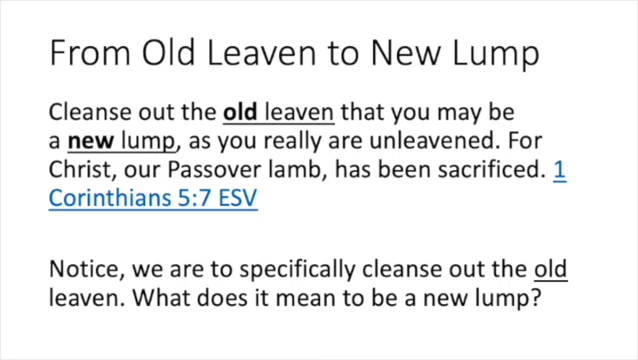 From Old Leaven to New Lump
Cleanse out the old leaven that you may be
a new lump, as you really are unleavened. For
Christ, our Passover lamb, has been sacrificed. 1
Corinthians 5:7 ESV
Notice, we are to specifically cleanse out the old
leaven. What does it mean to be a new lump?